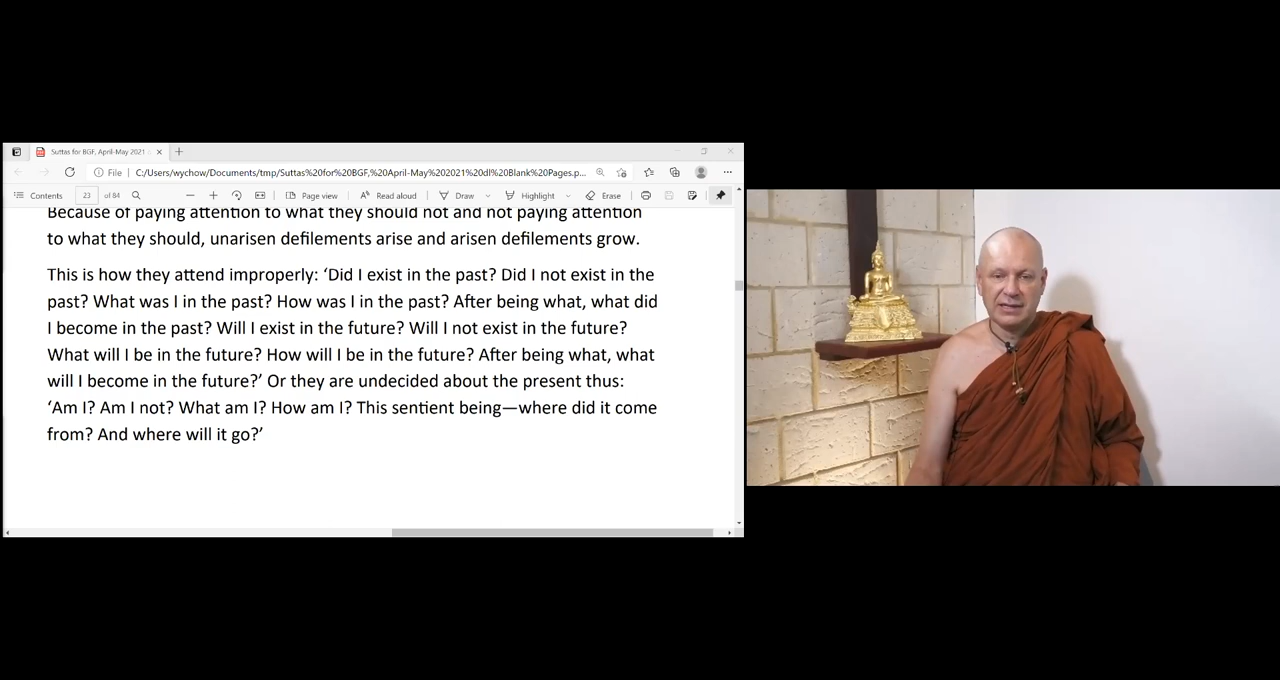 Suttas for BGF, April-May 2021
File
C:/Users/wychow/Documents/tmp/Suttas%20for%20BGF,%20April-May%202021%20dl%20Blank%20Pages.p...
Contents 23 of 84 Page view Read aloud Draw Highlight Erase
Because of paying attention to what they should not and not paying attention
to what they should, unarisen defilements arise and arisen defilements grow.
This is how they attend improperly: ‘Did I exist in the past? Did I not exist in the
past? What was I in the past? How was I in the past? After being what, what did
I become in the past? Will I exist in the future? Will I not exist in the future?
What will I be in the future? How will I be in the future? After being what, what
will I become in the future?’ Or they are undecided about the present thus:
‘Am I? Am I not? What am I? How am I? This sentient being—where did it come
from? And where will it go?’